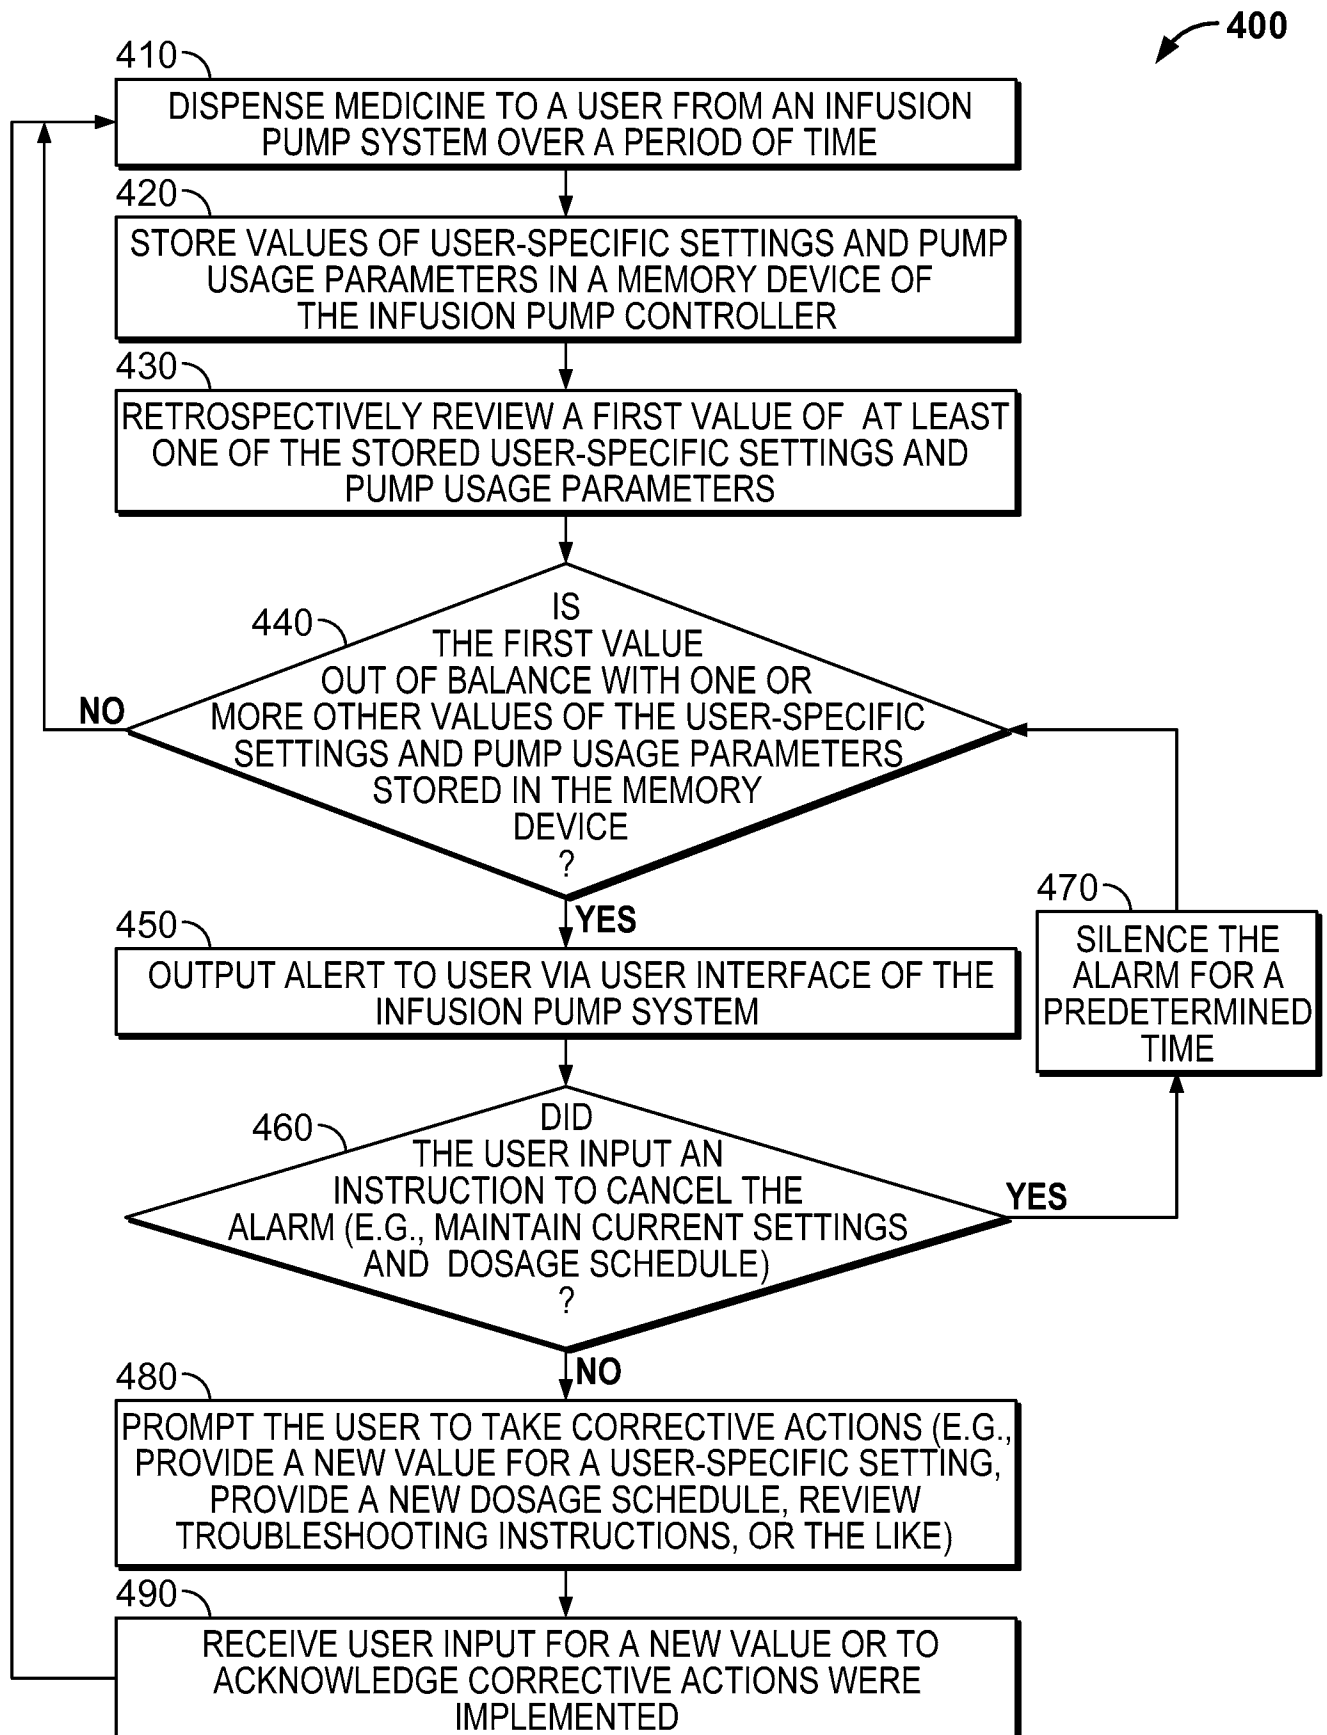 400
410
DISPENSE MEDICINE TO A USER FROM AN INFUSION
PUMP SYSTEM OVER A PERIOD OF TIME
420
STORE VALUES OF USER-SPECIFIC SETTINGS AND PUMP
USAGE PARAMETERS IN A MEMORY DEVICE OF
THE INFUSION PUMP CONTROLLER
430
RETROSPECTIVELY REVIEW A FIRST VALUE OF AT LEAST
ONE OF THE STORED USER-SPECIFIC SETTINGS AND
PUMP USAGE PARAMETERS
440
IS
THE FIRST VALUE
OUT OF BALANCE WITH ONE OR
MORE OTHER VALUES OF THE USER-SPECIFIC
SETTINGS AND PUMP USAGE PARAMETERS
STORED IN THE MEMORY
DEVICE
?
NO
YES
450
OUTPUT ALERT TO USER VIA USER INTERFACE OF THE
INFUSION PUMP SYSTEM
470
SILENCE THE
ALARM FOR A
PREDETERMINED
TIME
460
DID
THE USER INPUT AN
INSTRUCTION TO CANCEL THE
ALARM (E.G., MAINTAIN CURRENT SETTINGS
AND DOSAGE SCHEDULE)
?
YES
NO
480
PROMPT THE USER TO TAKE CORRECTIVE ACTIONS (E.G.,
PROVIDE A NEW VALUE FOR A USER-SPECIFIC SETTING,
PROVIDE A NEW DOSAGE SCHEDULE, REVIEW
TROUBLESHOOTING INSTRUCTIONS, OR THE LIKE)
490
RECEIVE USER INPUT FOR A NEW VALUE OR TO
ACKNOWLEDGE CORRECTIVE ACTIONS WERE
IMPLEMENTED